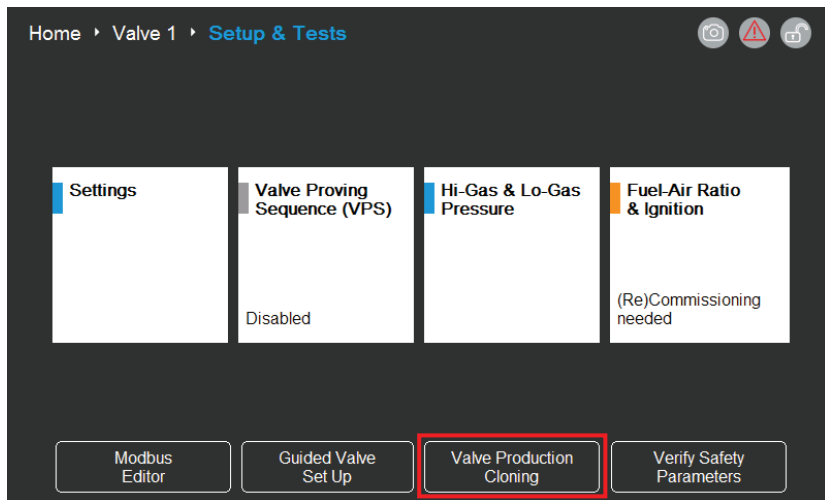 Home › Valve 1 › Setup & Tests
Settings
Valve Proving
Sequence (VPS)
Disabled
Hi-Gas & Lo-Gas
Pressure
Fuel-Air Ratio
& Ignition
(Re)Commissioning
needed
Modbus
Editor
Guided Valve
Set Up
Valve Production
Cloning
Verify Safety
Parameters